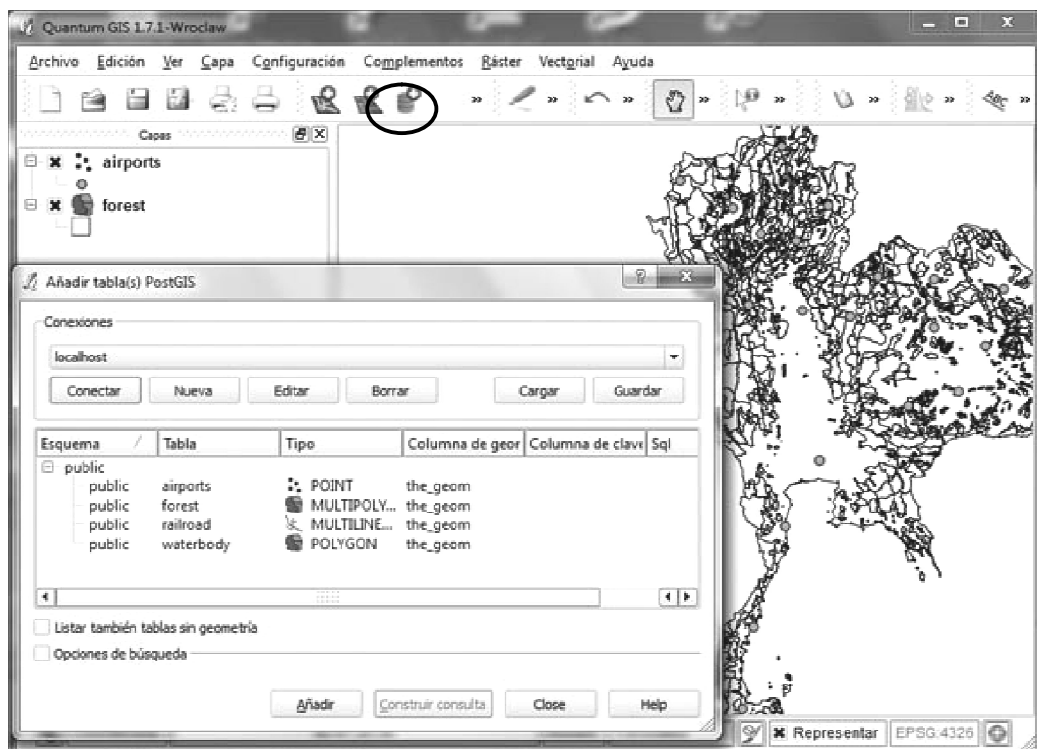 Quantum GIS 1.7.1-Wrocław
Archivo Edición Ver Capa Configuración Complementos Ráster Vectorial Ayuda
Capas
airports
forest
Añadir tabla(s) PostGIS
Conexiones
localhost
Conectar Nueva Editar Borrar Cargar Guardar
Esquema Tabla Tipo Columna de geor Columna de clave Sql
public
public airports POINT the_geom
public forest MULTIPOLY... the_geom
public railroad MULTILINE... the_geom
public waterbody POLYGON the_geom
Listar también tablas sin geometría
Opciones de búsqueda
Añadir Construir consulta Close Help
Representar EPSG:4326